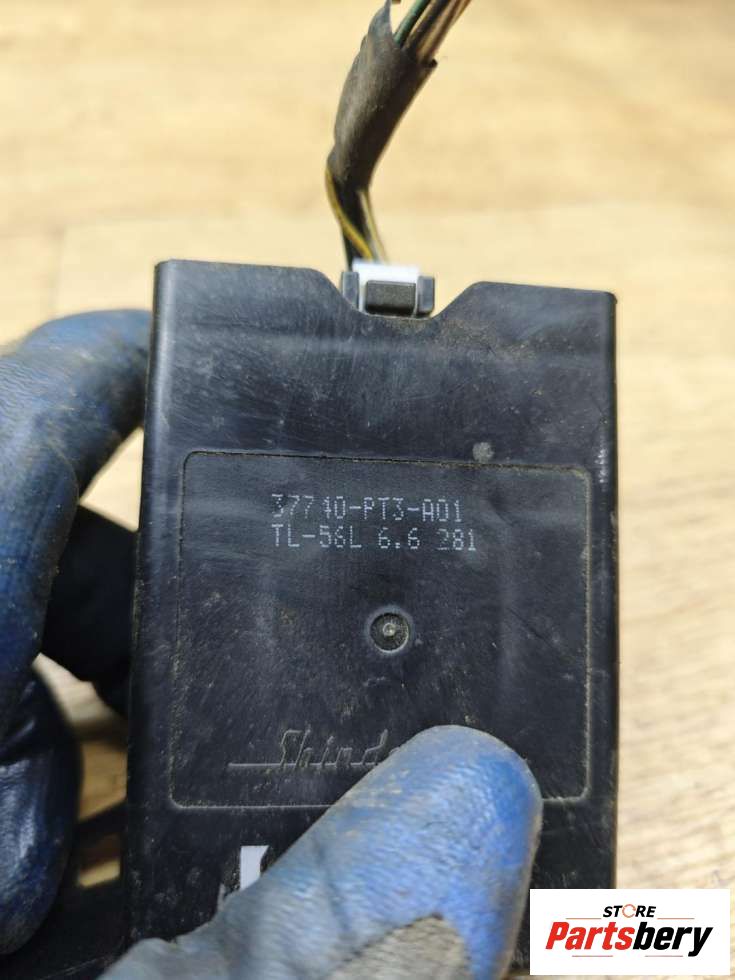 37740-PT3-A01
TL-56L 6.6 281
STORE
Partsbery